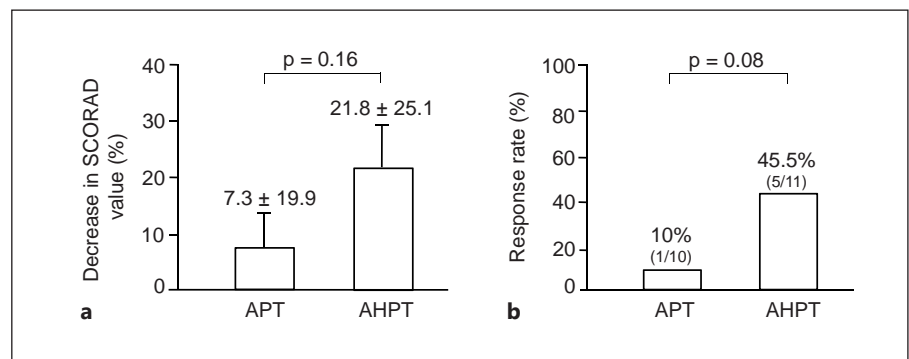 p = 0.16
40
30
20
10
0
Decrease in SCORAD
value (%)
21.8 ± 25.1
7.3 ± 19.9
APT
AHPT
a
p = 0.08
100
80
60
40
20
0
Response rate (%)
45.5%
(5/11)
10%
(1/10)
APT
AHPT
b